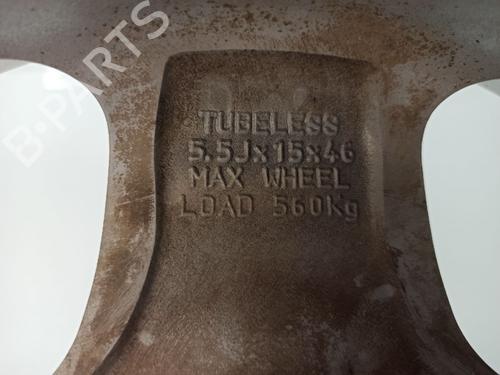 B-PARTS
TUBELESS
5.5Jx15x46
MAX WHEEL
LOAD 560Kg